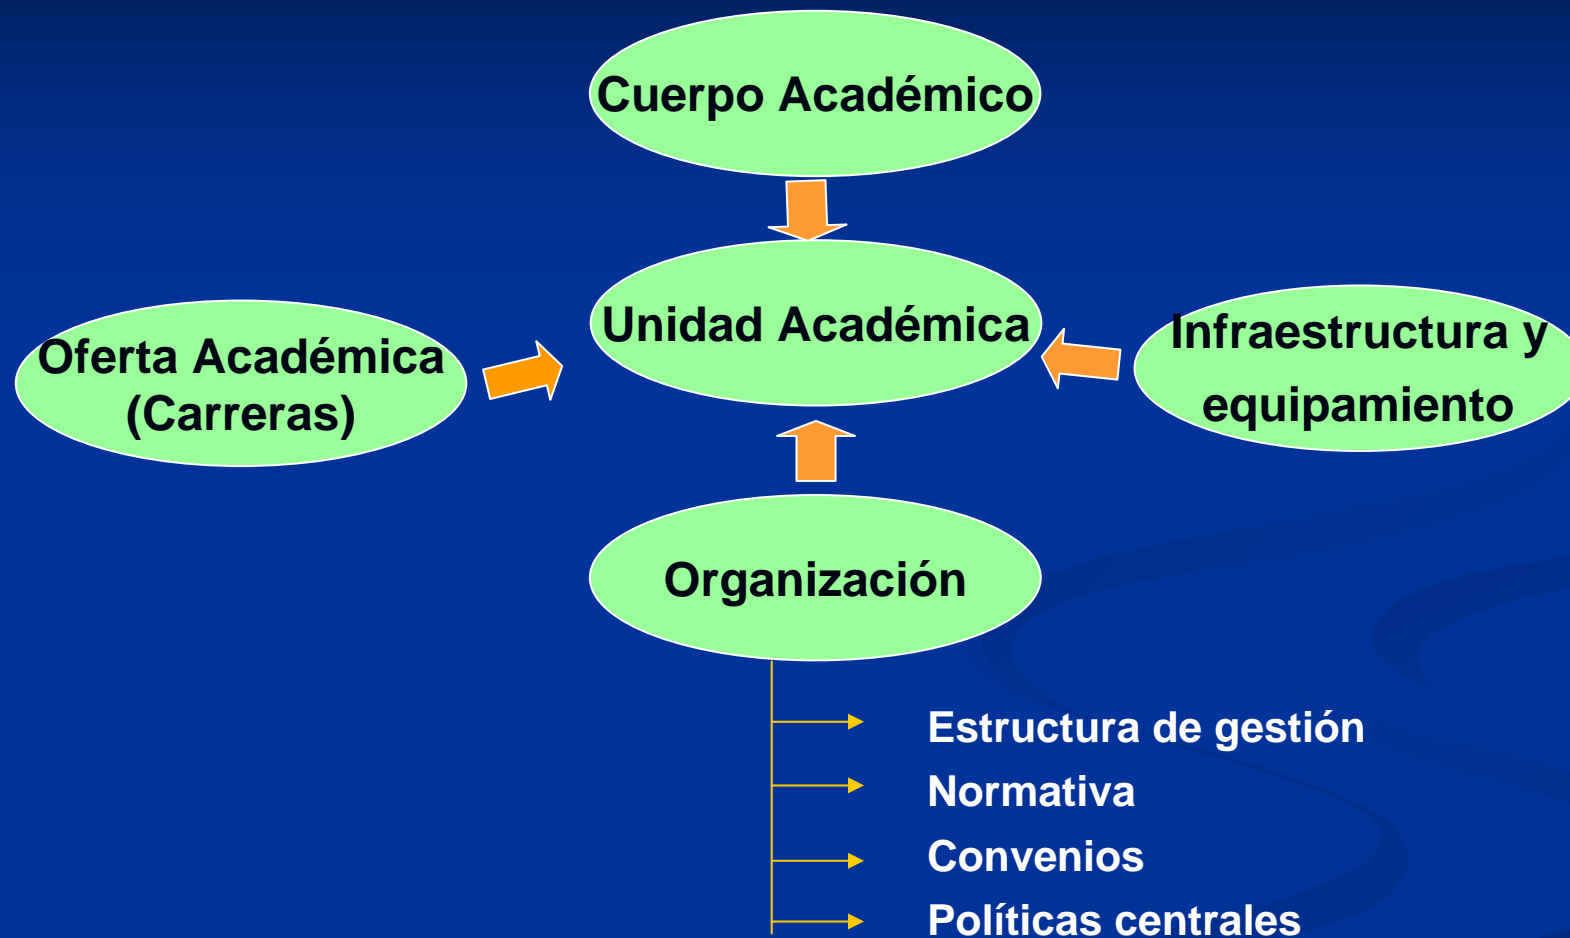 Cuerpo Académico
Unidad Académica
Oferta Académica
(Carreras)
Infraestructura y
equipamiento
Organización
Estructura de gestión
Normativa
Convenios
Políticas centrales